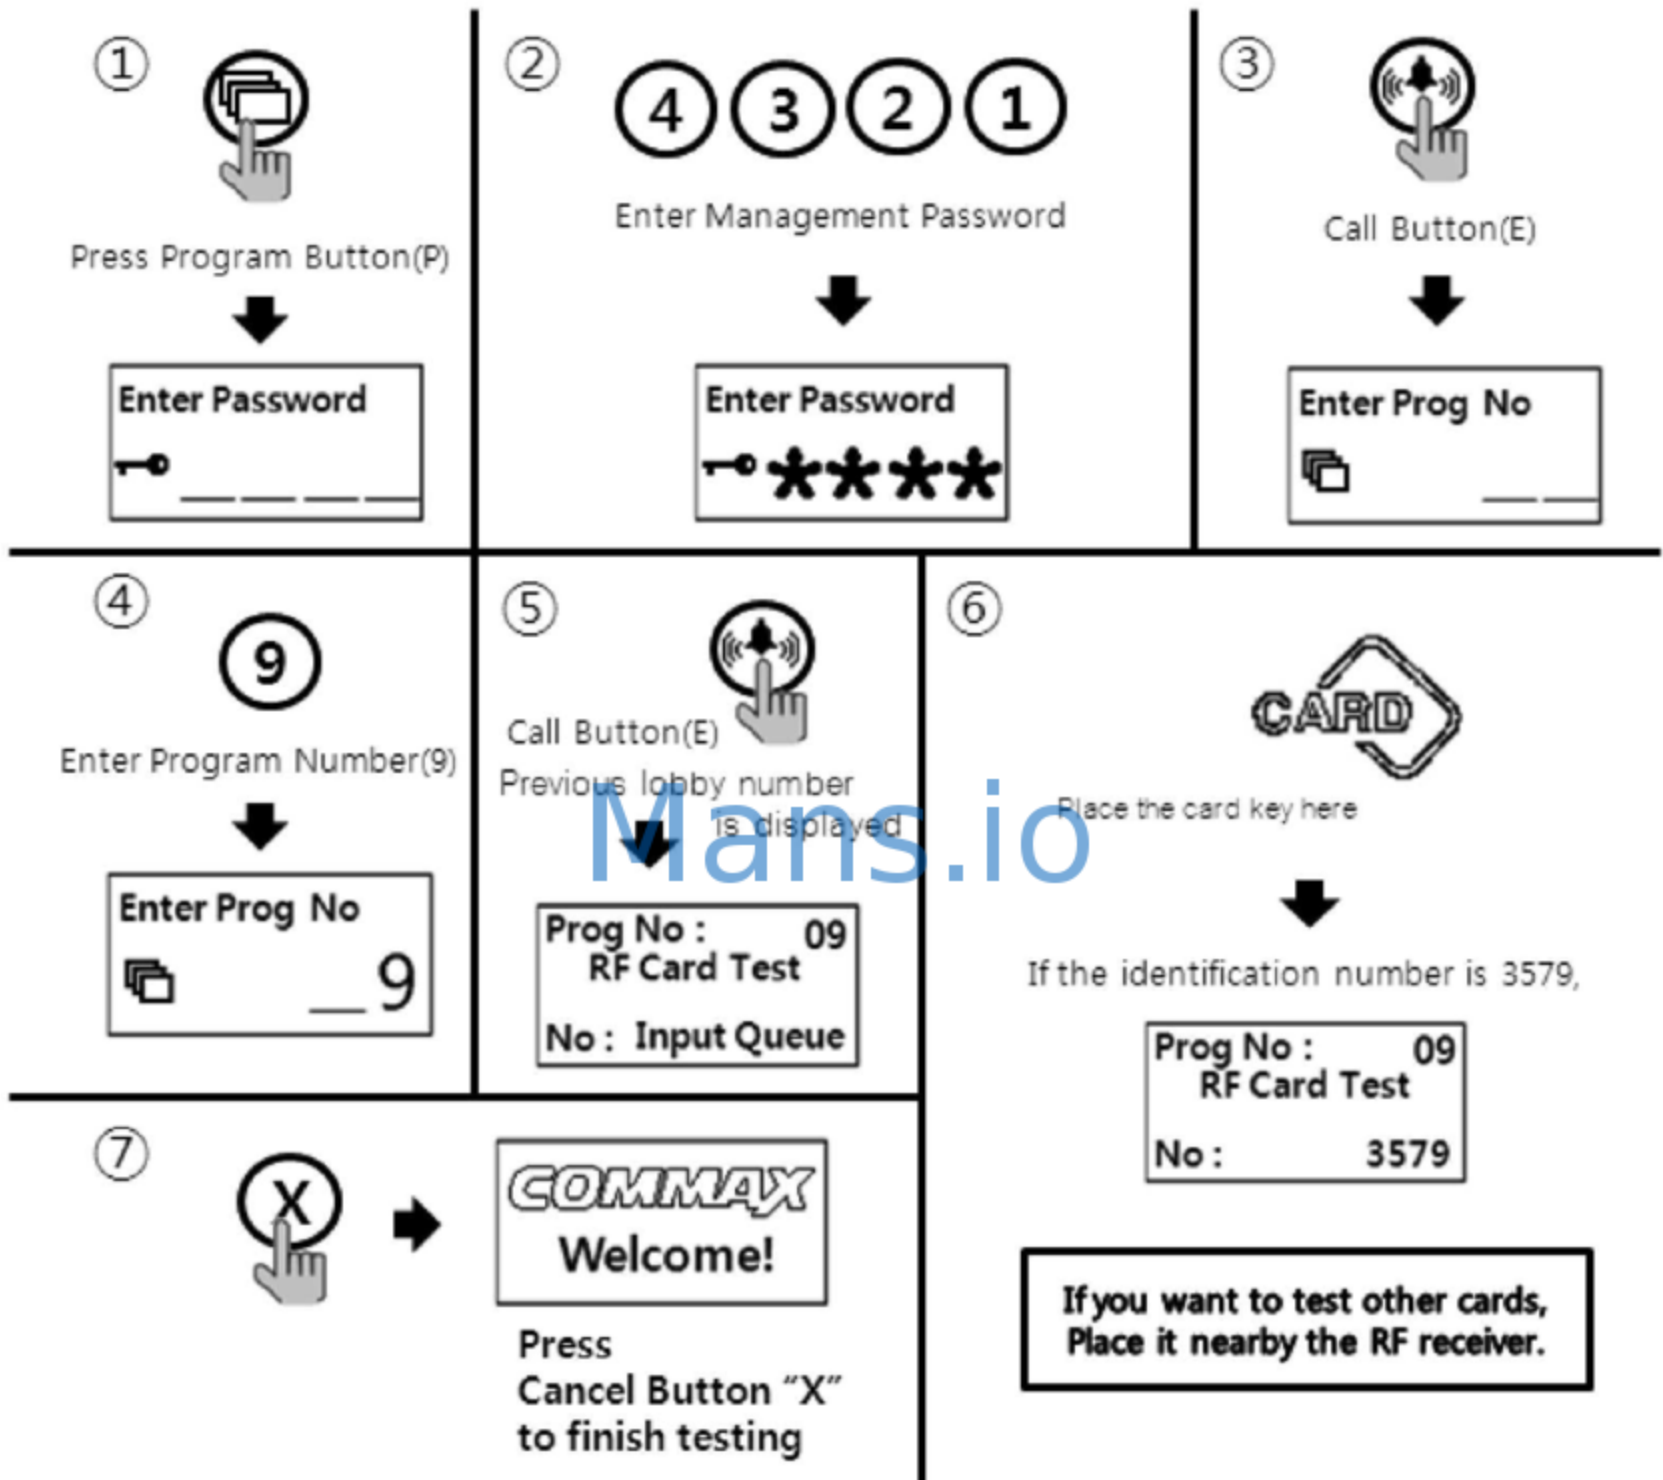 ①
Press Program Button(P)
Enter Password
②
4 3 2 1
Enter Management Password
Enter Password
③
Call Button(E)
Enter Prog No
④
9
Enter Program Number(9)
Enter Prog No
9
⑤
Call Button(E)
Previous lobby number
is displayed
Prog No : 09
RF Card Test
No : Input Queue
⑥
CARD
Place the card key here
If the identification number is 3579,
Prog No : 09
RF Card Test
No : 3579
If you want to test other cards,
Place it nearby the RF receiver.
⑦
X
COMMAX
Welcome!
Press
Cancel Button “X”
to finish testing
Mans.io